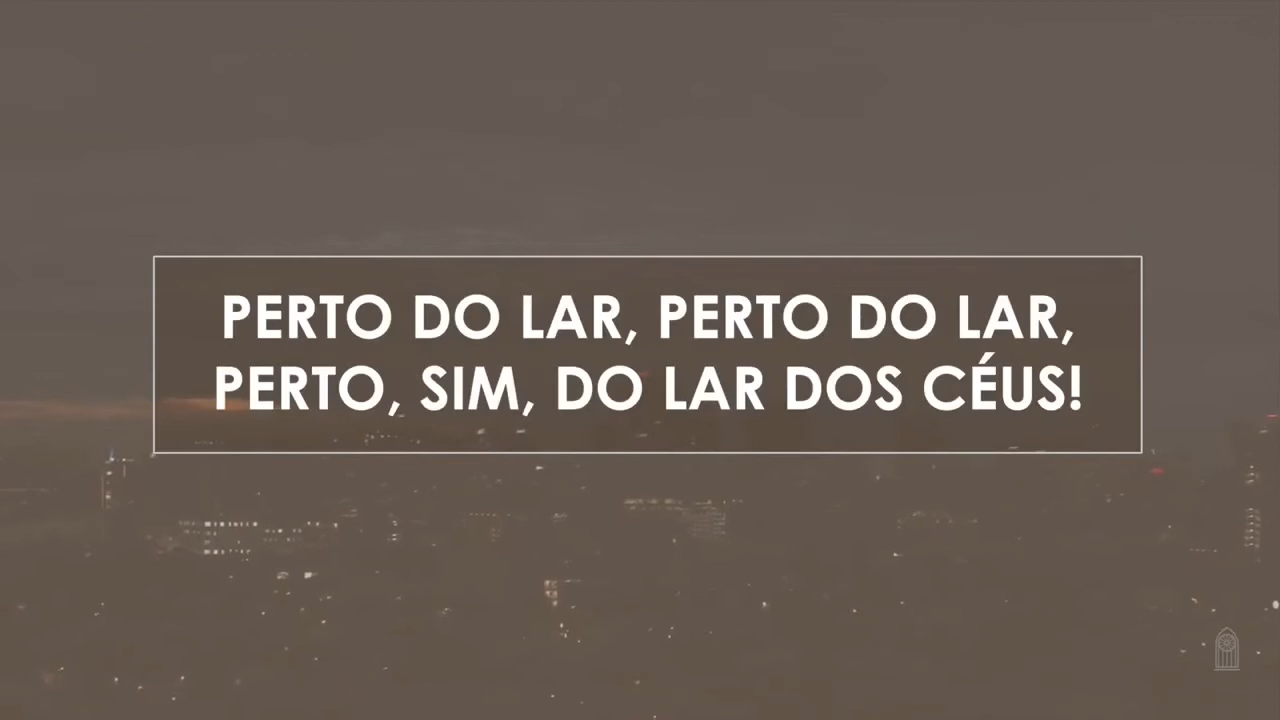 PERTO DO LAR, PERTO DO LAR,
PERTO, SIM, DO LAR DOS CÉUS!